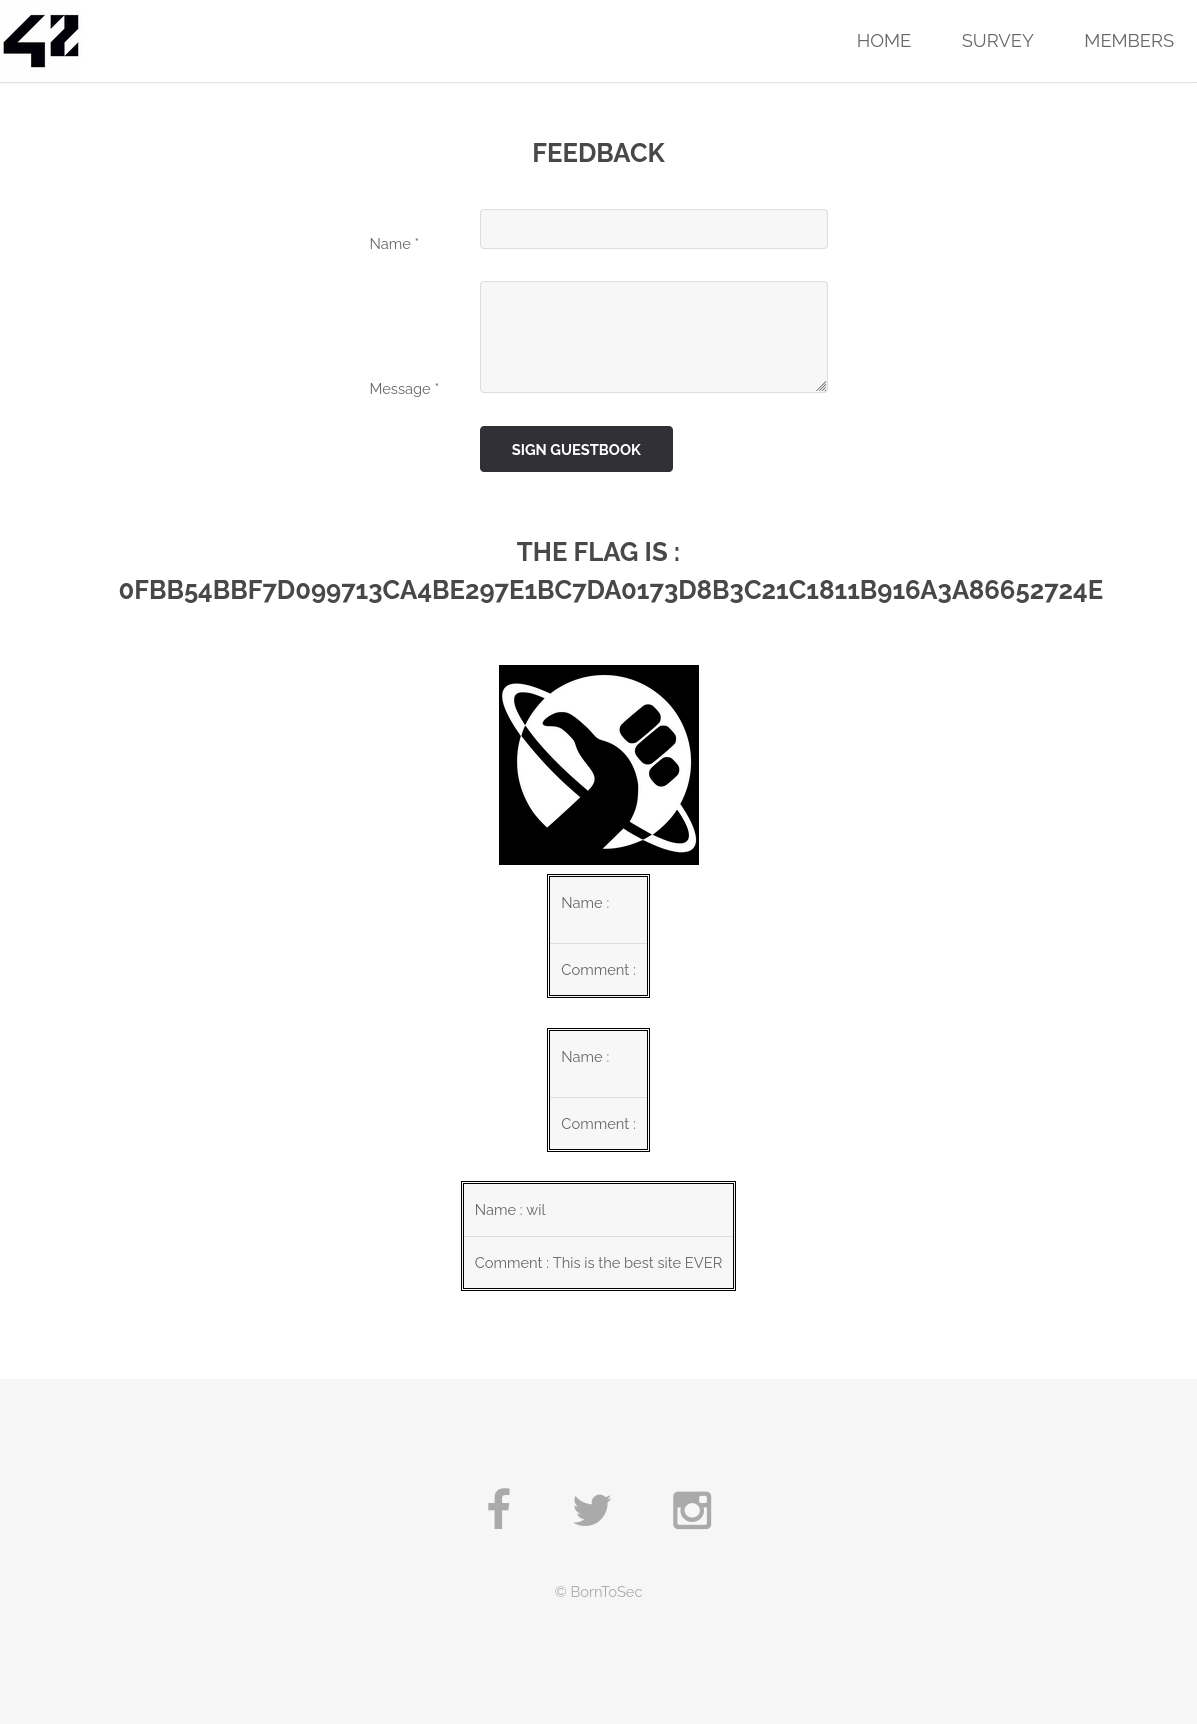 42
HOME SURVEY MEMBERS
FEEDBACK
Name *
Message *
SIGN GUESTBOOK
THE FLAG IS :
0FBB54BBF7D099713CA4BE297E1BC7DA0173D8B3C21C1811B916A3A86652724E
Name :
Comment :
Name :
Comment :
Name : wil
Comment : This is the best site EVER
© BornToSec